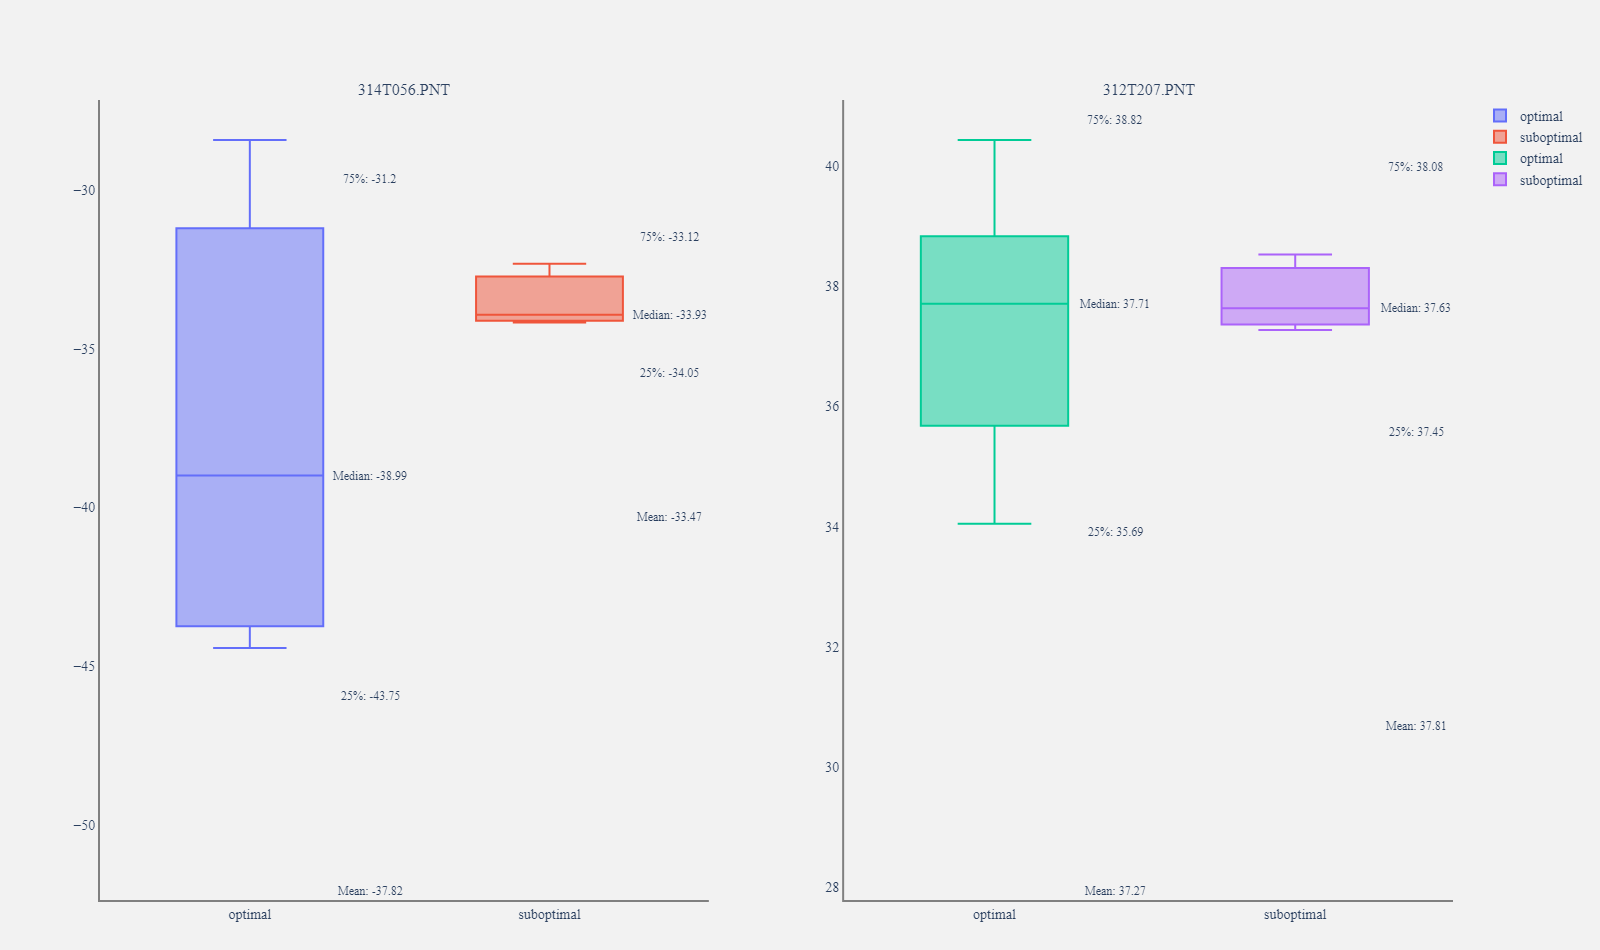 314T056.PNT
−30
−35
−40
−45
−50
75%: -31.2
Median: -38.99
25%: -43.75
Mean: -37.82
75%: -33.12
Median: -33.93
25%: -34.05
Mean: -33.47
optimal
suboptimal
312T207.PNT
40
38
36
34
32
30
28
75%: 38.82
Median: 37.71
25%: 35.69
Mean: 37.27
75%: 38.08
Median: 37.63
25%: 37.45
Mean: 37.81
optimal
suboptimal
optimal
suboptimal
optimal
suboptimal